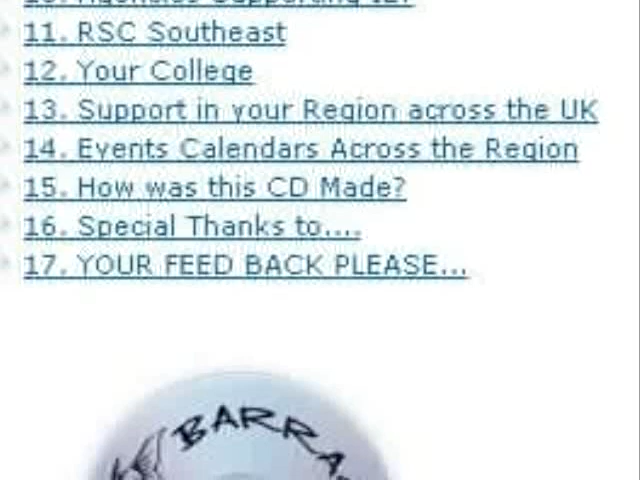 11. RSC Southeast
12. Your College
13. Support in your Region across the UK
14. Events Calendars Across the Region
15. How was this CD Made?
16. Special Thanks to....
17. YOUR FEED BACK PLEASE...